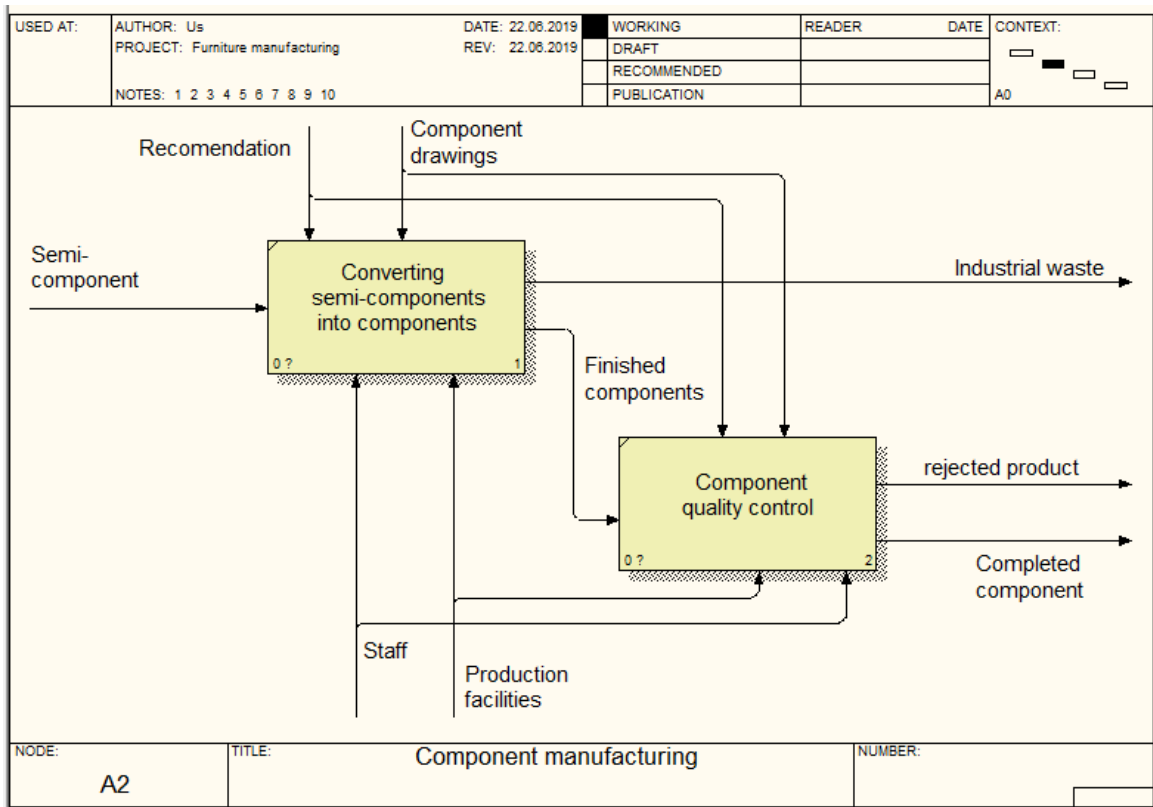 USED AT:
AUTHOR: Us
DATE: 22.06.2019
WORKING
READER
DATE
CONTEXT:
PROJECT: Furniture manufacturing
REV: 22.06.2019
DRAFT
RECOMMENDED
NOTES: 1 2 3 4 5 6 7 8 9 10
PUBLICATION
A0
Recomendation
Component
drawings
Semi-
component
Converting
semi-components
into components
0 ?
1
Industrial waste
Finished
components
Component
quality control
0 ?
2
rejected product
Completed
component
Staff
Production
facilities
NODE:
A2
TITLE:
Component manufacturing
NUMBER: